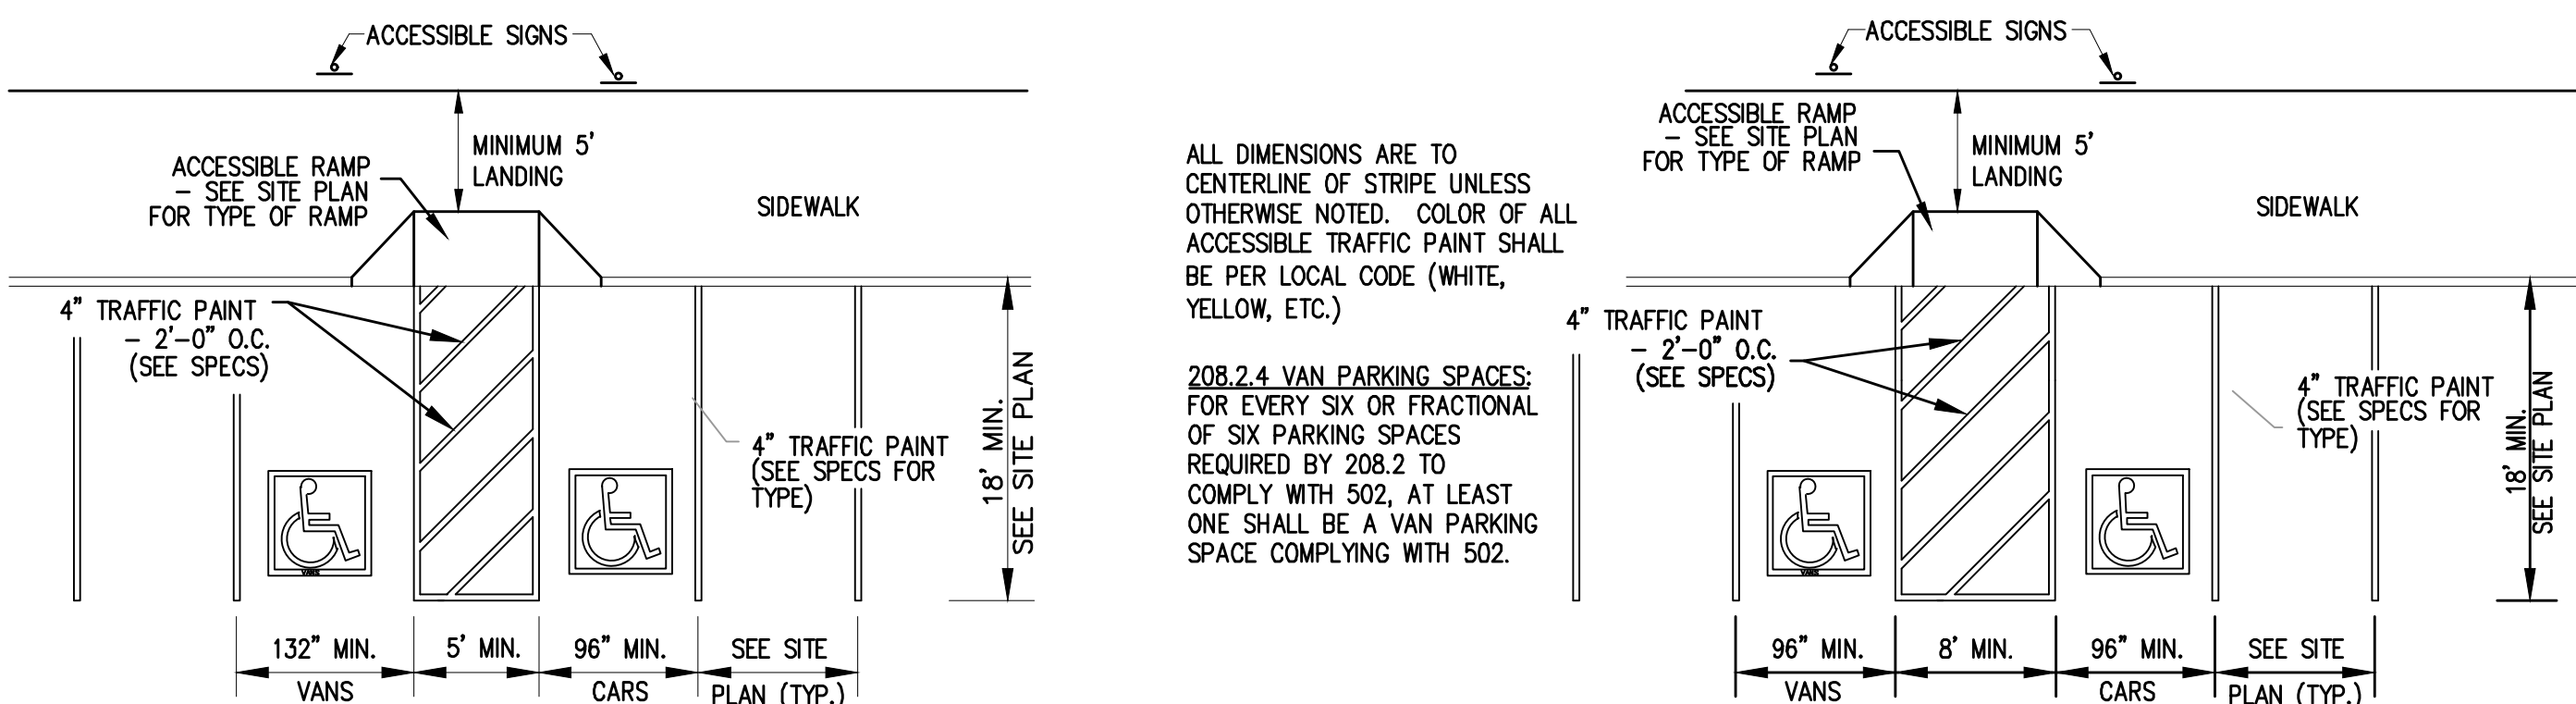 ACCESSIBLE SIGNS
MINIMUM 5'
LANDING
ACCESSIBLE RAMP
– SEE SITE PLAN
FOR TYPE OF RAMP
SIDEWALK
4" TRAFFIC PAINT
– 2'-0" O.C.
(SEE SPECS)
4" TRAFFIC PAINT
(SEE SPECS FOR
TYPE)
18' MIN.
SEE SITE PLAN
VANS
132" MIN.
VANS
5' MIN.
96" MIN.
CARS
SEE SITE
PLAN (TYP.)
ALL DIMENSIONS ARE TO
CENTERLINE OF STRIPE UNLESS
OTHERWISE NOTED. COLOR OF ALL
ACCESSIBLE TRAFFIC PAINT SHALL
BE PER LOCAL CODE (WHITE,
YELLOW, ETC.)
208.2.4 VAN PARKING SPACES:
FOR EVERY SIX OR FRACTIONAL
OF SIX PARKING SPACES
REQUIRED BY 208.2 TO
COMPLY WITH 502, AT LEAST
ONE SHALL BE A VAN PARKING
SPACE COMPLYING WITH 502.
ACCESSIBLE SIGNS
ACCESSIBLE RAMP
– SEE SITE PLAN
FOR TYPE OF RAMP
MINIMUM 5'
LANDING
SIDEWALK
4" TRAFFIC PAINT
– 2'-0" O.C.
(SEE SPECS)
4" TRAFFIC PAINT
(SEE SPECS FOR
TYPE)
18' MIN.
SEE SITE PLAN
VANS
96" MIN.
VANS
8' MIN.
96" MIN.
CARS
SEE SITE
PLAN (TYP.)